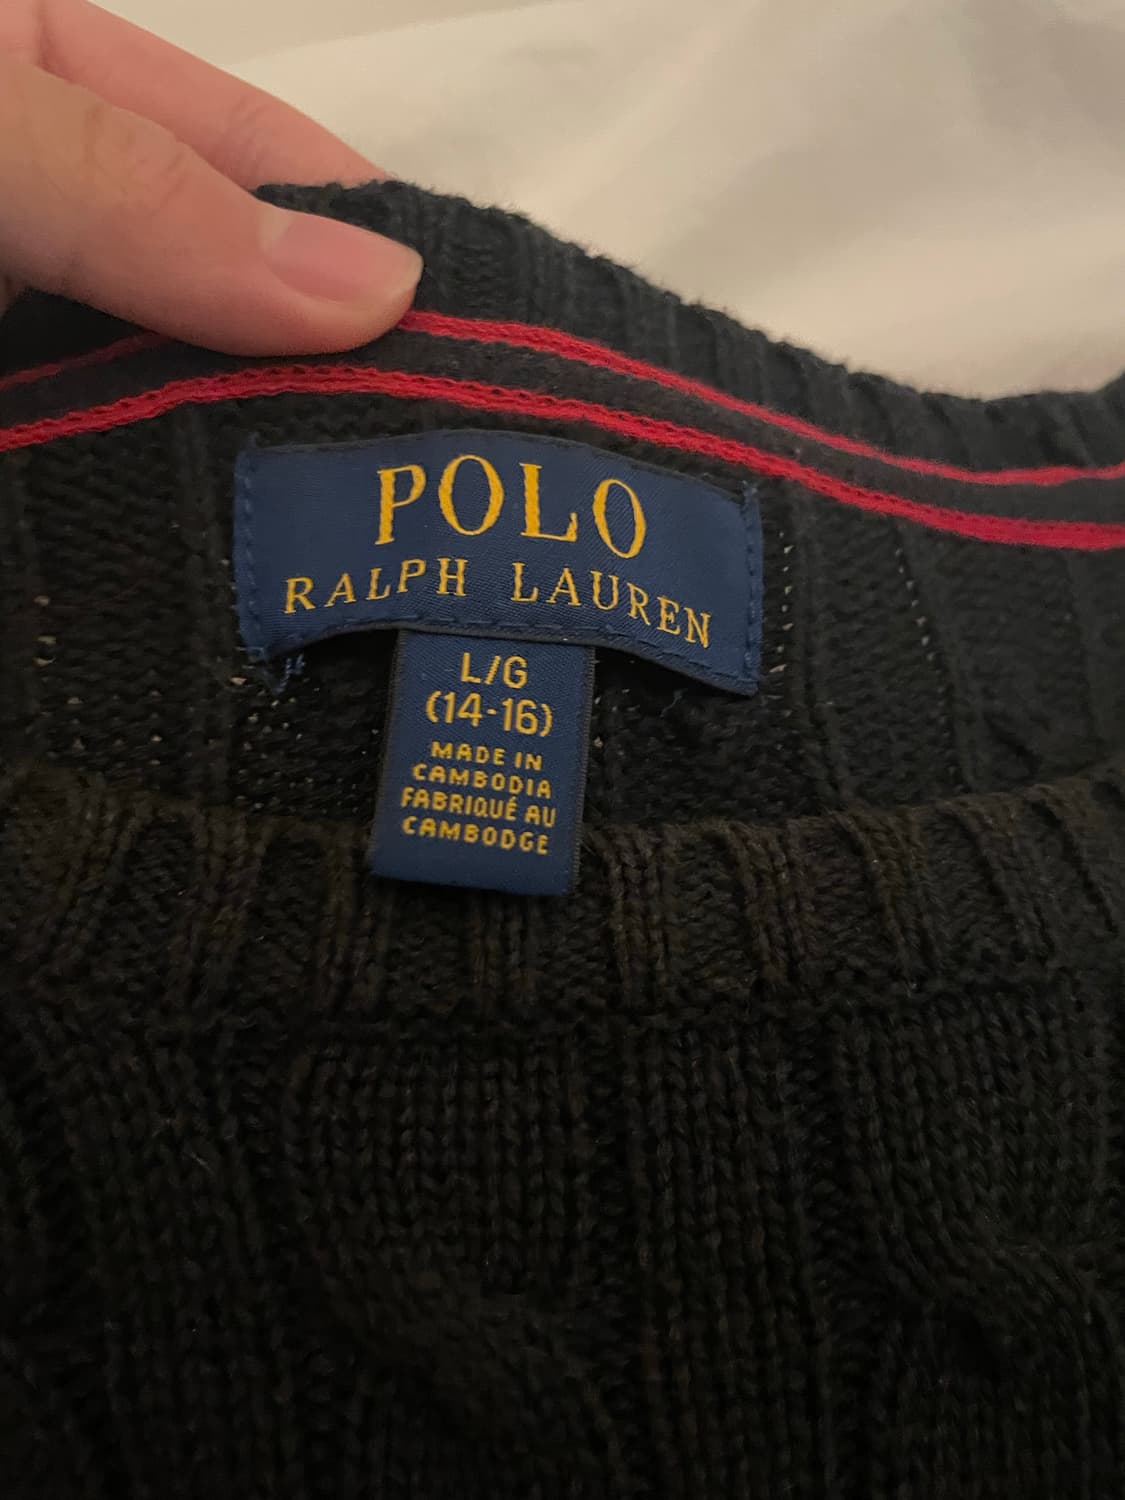 POLO
RALPH LAUREN
L/G
(14-16)
MADE IN
CAMBODIA
FABRIQUÉ AU
CAMBODGE